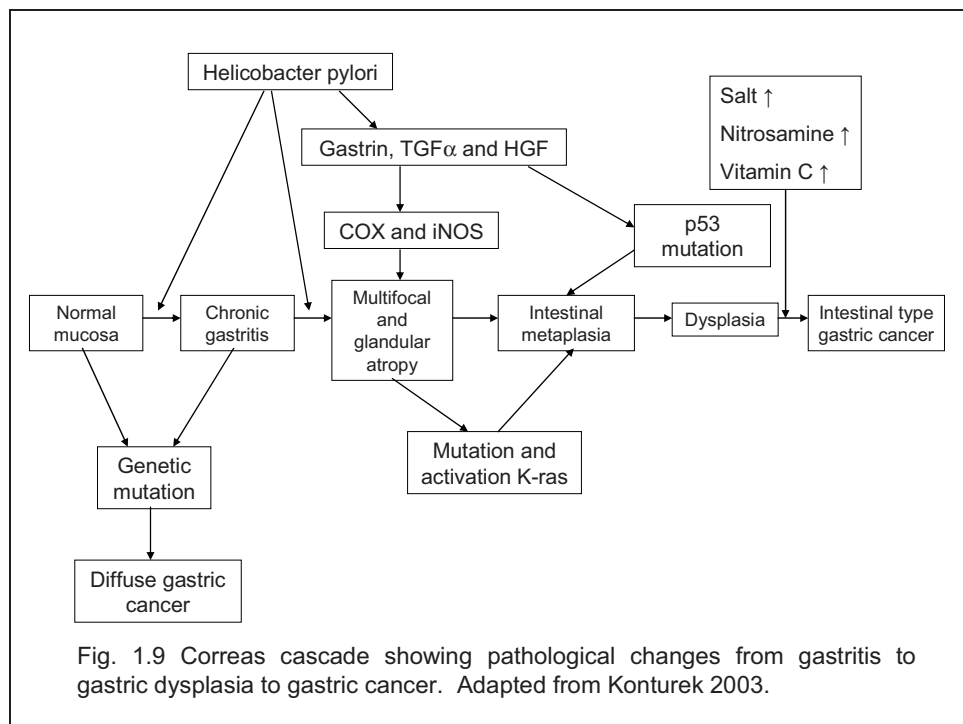 Helicobacter pylori
Salt ↑
Nitrosamine ↑
Vitamin C ↑
Gastrin, TGFα and HGF
COX and iNOS
p53
mutation
Normal
mucosa
Chronic
gastritis
Multifocal
and
glandular
atropy
Intestinal
metaplasia
Dysplasia
Intestinal type
gastric cancer
Genetic
mutation
Mutation and
activation K-ras
Diffuse gastric
cancer
Fig. 1.9 Correas cascade showing pathological changes from gastritis to
gastric dysplasia to gastric cancer. Adapted from Konturek 2003.